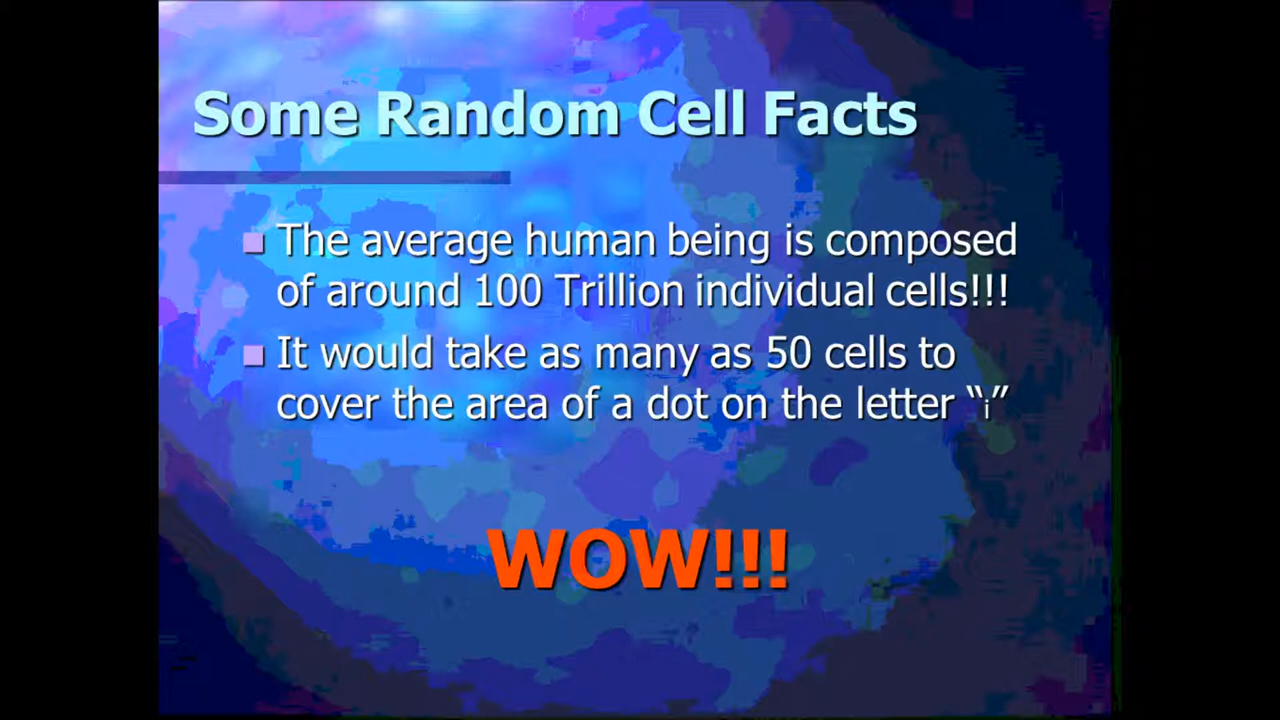 Some Random Cell Facts
The average human being is composed
of around 100 Trillion individual cells!!!
It would take as many as 50 cells to
cover the area of a dot on the letter “i”
WOW!!!